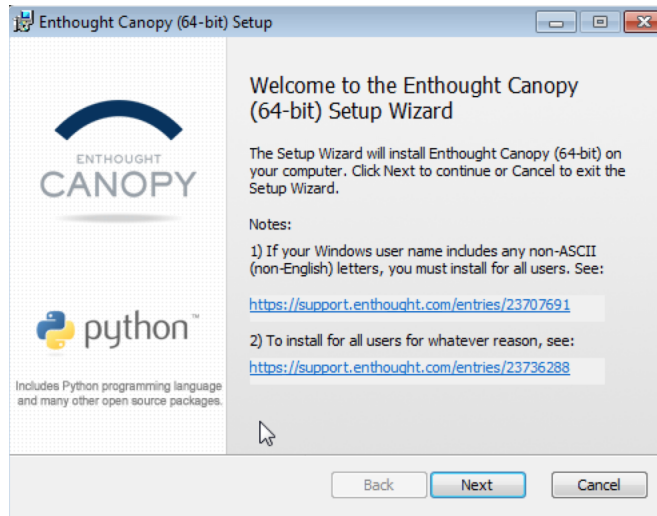 Enthought Canopy (64-bit) Setup
Welcome to the Enthought Canopy
(64-bit) Setup Wizard
The Setup Wizard will install Enthought Canopy (64-bit) on
your computer. Click Next to continue or Cancel to exit the
Setup Wizard.
Notes:
1) If your Windows user name includes any non-ASCII
(non-English) letters, you must install for all users. See:
https://support.enthought.com/entries/23707691
2) To install for all users for whatever reason, see:
https://support.enthought.com/entries/23736288
ENTHOUGHT
CANOPY
python™
Includes Python programming language
and many other open source packages.
Back
Next
Cancel